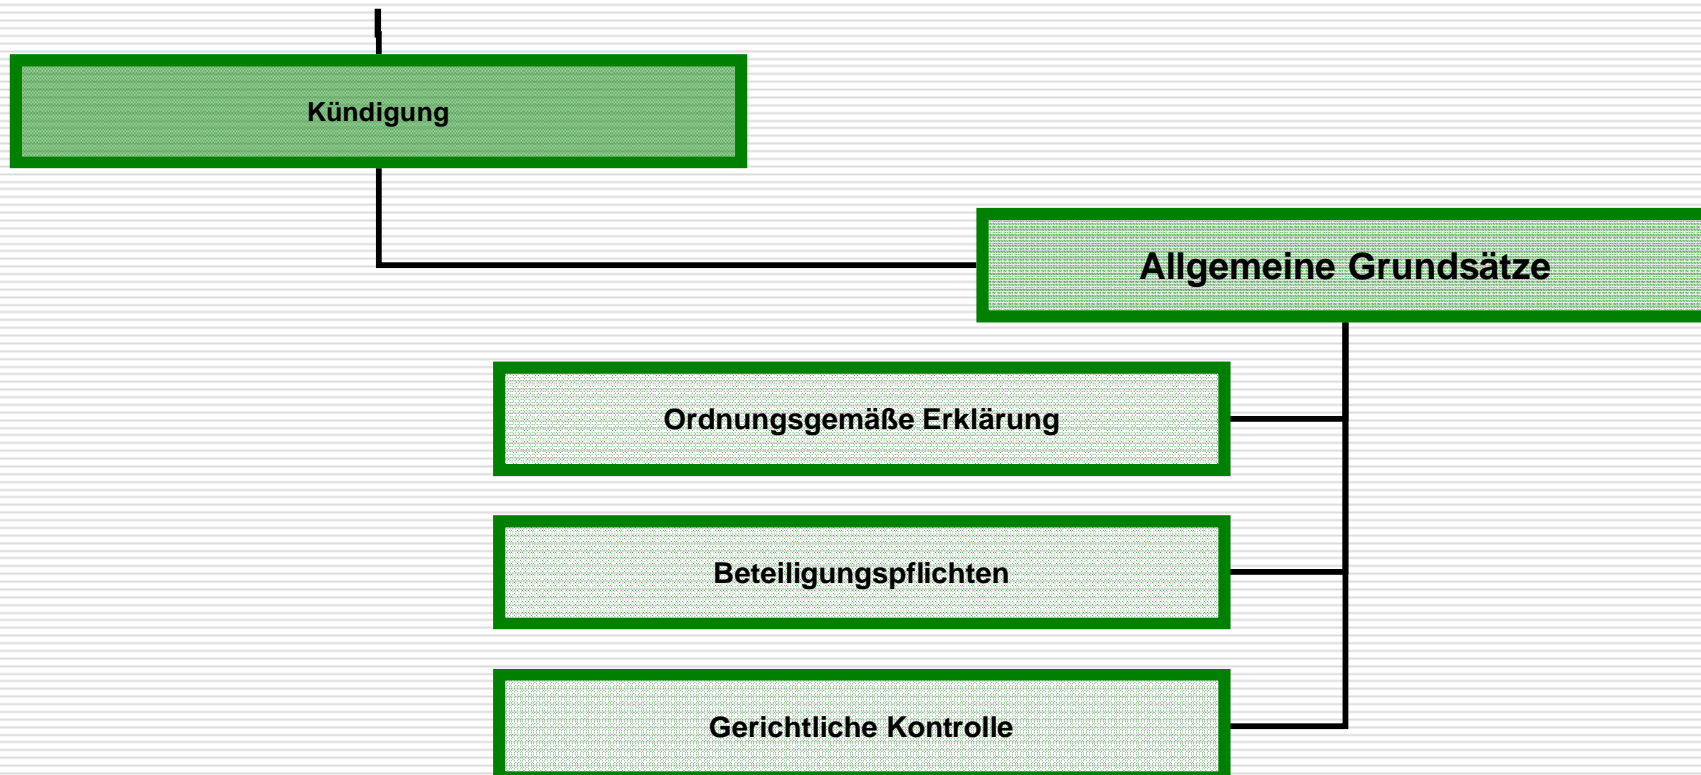 Kündigung
Allgemeine Grundsätze
Ordnungsgemäße Erklärung
Beteiligungspflichten
Gerichtliche Kontrolle